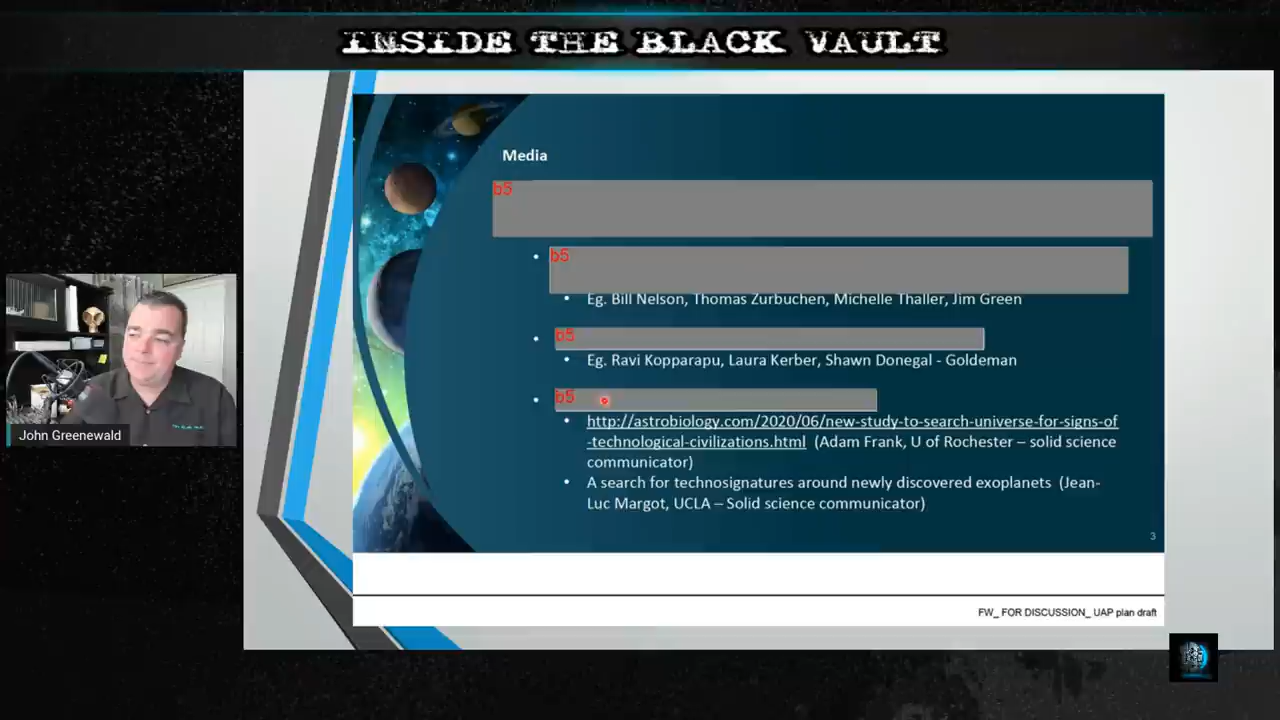 INSIDE THE BLACK VAULT
Media
b5
• b5
• Eg. Bill Nelson, Thomas Zurbuchen, Michelle Thaller, Jim Green
• b5
• Eg. Ravi Kopparapu, Laura Kerber, Shawn Donegal - Goldeman
• b5
• http://astrobiology.com/2020/06/new-study-to-search-universe-for-signs-of
-technological-civilizations.html (Adam Frank, U of Rochester – solid science
communicator)
• A search for technosignatures around newly discovered exoplanets (Jean-
Luc Margot, UCLA – Solid science communicator)
3
FW_ FOR DISCUSSION_ UAP plan draft
John Greenewald